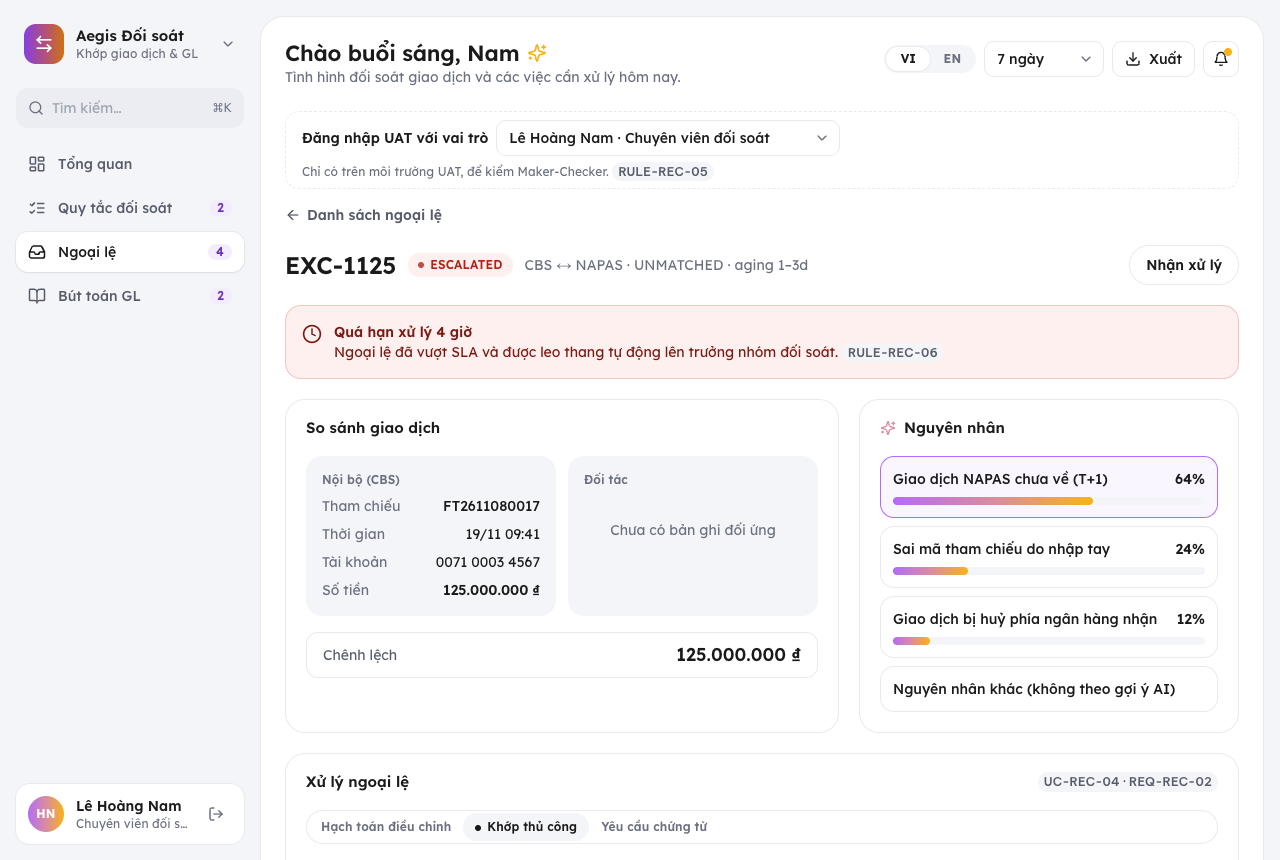 Aegis Đối soát
Khớp giao dịch & GL
Tìm kiếm…
⌘K
Tổng quan
Quy tắc đối soát 2
Ngoại lệ 4
Bút toán GL 2
HN
Lê Hoàng Nam
Chuyên viên đối s…
Chào buổi sáng, Nam
Tình hình đối soát giao dịch và các việc cần xử lý hôm nay.
VI EN
7 ngày
Xuất
Đăng nhập UAT với vai trò
Lê Hoàng Nam · Chuyên viên đối soát
Chỉ có trên môi trường UAT, để kiểm Maker-Checker. RULE-REC-05
Danh sách ngoại lệ
EXC-1125
ESCALATED
CBS ↔ NAPAS · UNMATCHED · aging 1–3d
Nhận xử lý
Quá hạn xử lý 4 giờ
Ngoại lệ đã vượt SLA và được leo thang tự động lên trưởng nhóm đối soát. RULE-REC-06
So sánh giao dịch
Nội bộ (CBS)
Tham chiếu FT2611080017
Thời gian 19/11 09:41
Tài khoản 0071 0003 4567
Số tiền 125.000.000 ₫
Đối tác
Chưa có bản ghi đối ứng
Chênh lệch 125.000.000 ₫
Nguyên nhân
Giao dịch NAPAS chưa về (T+1) 64%
Sai mã tham chiếu do nhập tay 24%
Giao dịch bị huỷ phía ngân hàng nhận 12%
Nguyên nhân khác (không theo gợi ý AI)
Xử lý ngoại lệ
UC-REC-04 · REQ-REC-02
Hạch toán điều chỉnh
Khớp thủ công
Yêu cầu chứng từ